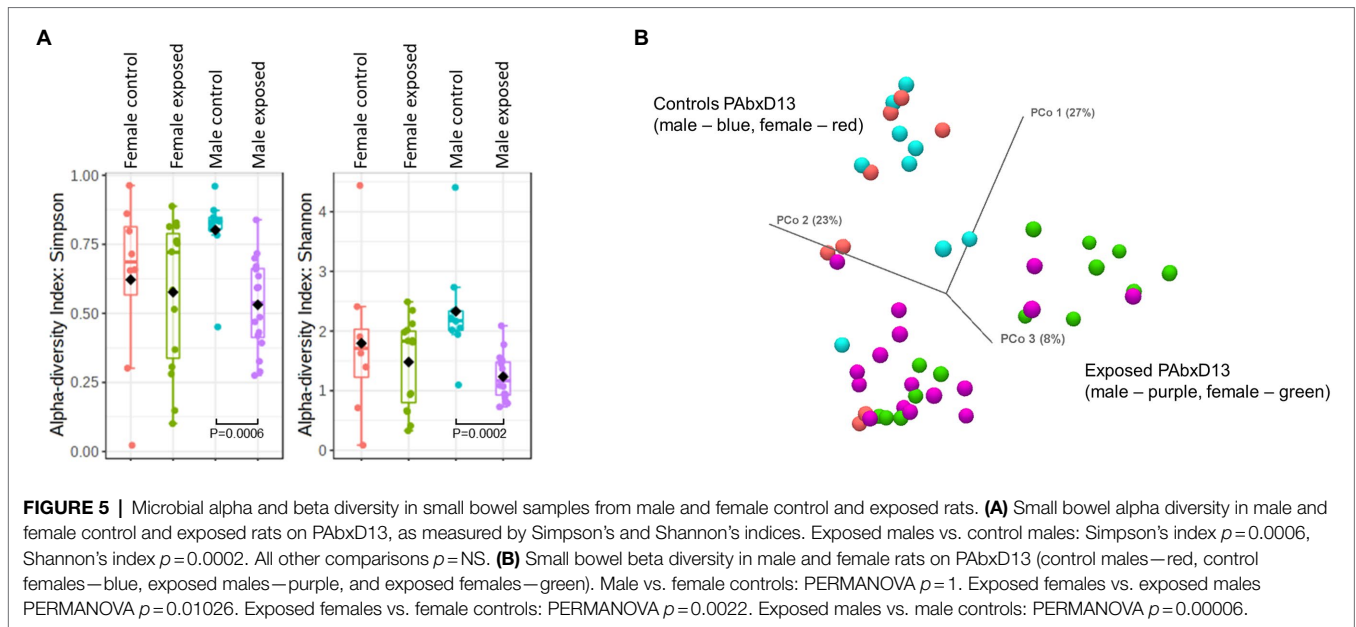 A
Female control
Female exposed
Male control
Male exposed
Female control
Female exposed
Male control
Male exposed
Alpha-diversity Index: Simpson
1.00
0.75
0.50
0.25
0.00
P=0.0006
Alpha-diversity Index: Shannon
4
3
2
1
0
P=0.0002
B
Controls PAbxD13
(male – blue, female – red)
PCo 1 (27%)
PCo 2 (23%)
PCo 3 (8%)
Exposed PAbxD13
(male – purple, female – green)
FIGURE 5 | Microbial alpha and beta diversity in small bowel samples from male and female control and exposed rats. (A) Small bowel alpha diversity in male and
female control and exposed rats on PAbxD13, as measured by Simpson's and Shannon's indices. Exposed males vs. control males: Simpson's index p=0.0006,
Shannon's index p=0.0002. All other comparisons p=NS. (B) Small bowel beta diversity in male and female rats on PAbxD13 (control males—red, control
females—blue, exposed males—purple, and exposed females—green). Male vs. female controls: PERMANOVA p=1. Exposed females vs. exposed males
PERMANOVA p=0.01026. Exposed females vs. female controls: PERMANOVA p=0.0022. Exposed males vs. male controls: PERMANOVA p=0.00006.